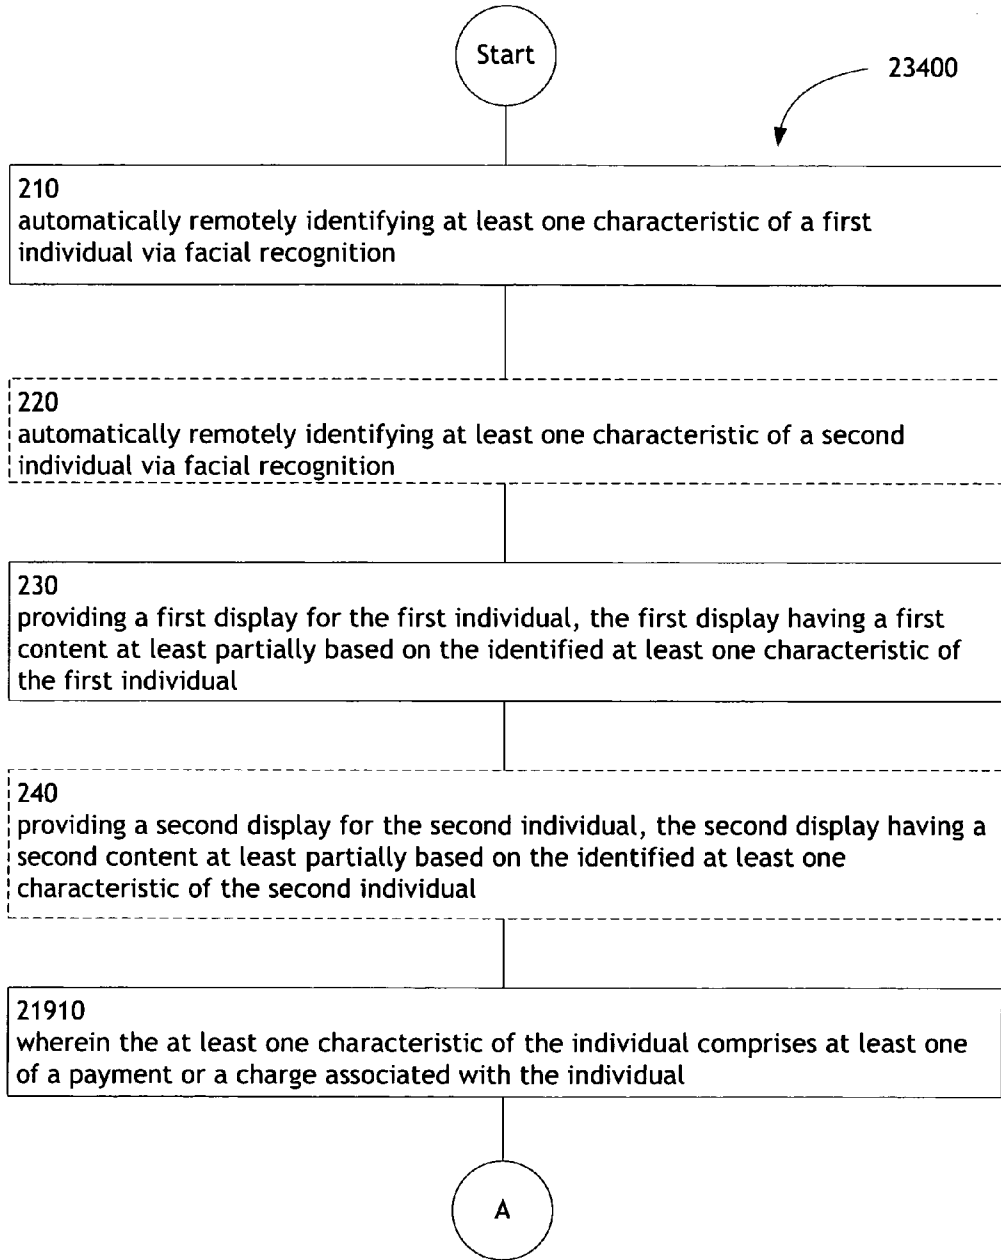 Start
23400
210
automatically remotely identifying at least one characteristic of a first
individual via facial recognition
220
automatically remotely identifying at least one characteristic of a second
individual via facial recognition
230
providing a first display for the first individual, the first display having a first
content at least partially based on the identified at least one characteristic of
the first individual
240
providing a second display for the second individual, the second display having a
second content at least partially based on the identified at least one
characteristic of the second individual
21910
wherein the at least one characteristic of the individual comprises at least one
of a payment or a charge associated with the individual
A